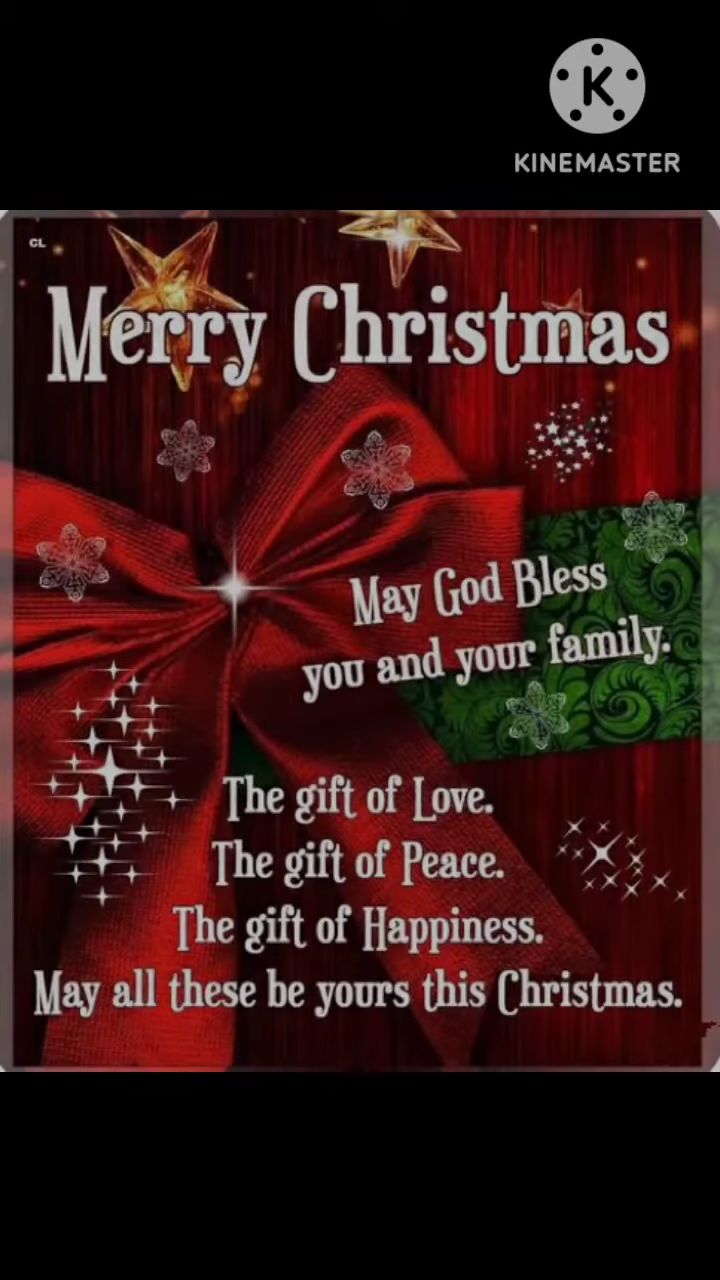 KINEMASTER
CL
Merry Christmas
May God Bless
you and your family.
The gift of Love.
The gift of Peace.
The gift of Happiness.
May all these be yours this Christmas.